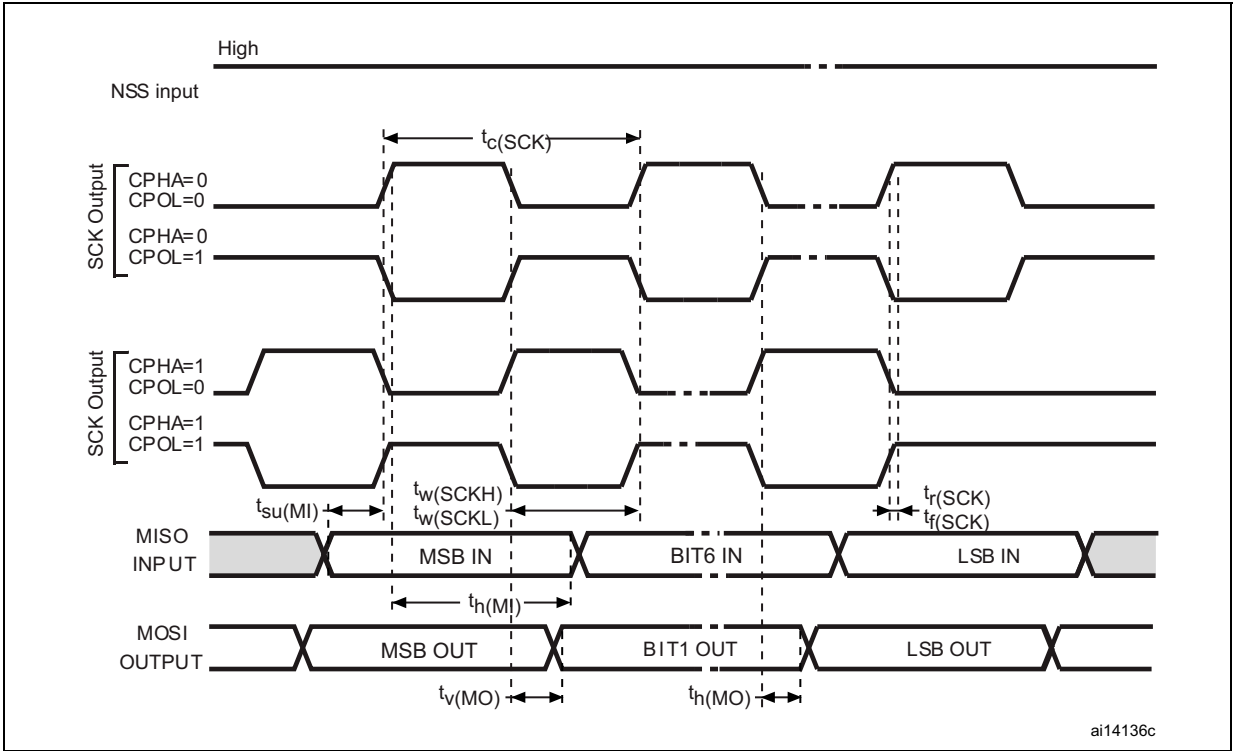 High
NSS input
tc(SCK)
SCK Output
CPHA=0
CPOL=0
CPHA=0
CPOL=1
SCK Output
CPHA=1
CPOL=0
CPHA=1
CPOL=1
tsu(MI)
tw(SCKH)
tw(SCKL)
tr(SCK)
tf(SCK)
MISO
INPUT
MSB IN
BIT6 IN
LSB IN
th(MI)
MOSI
OUTPUT
MSB OUT
BIT1 OUT
LSB OUT
tv(MO)
th(MO)
ai14136c